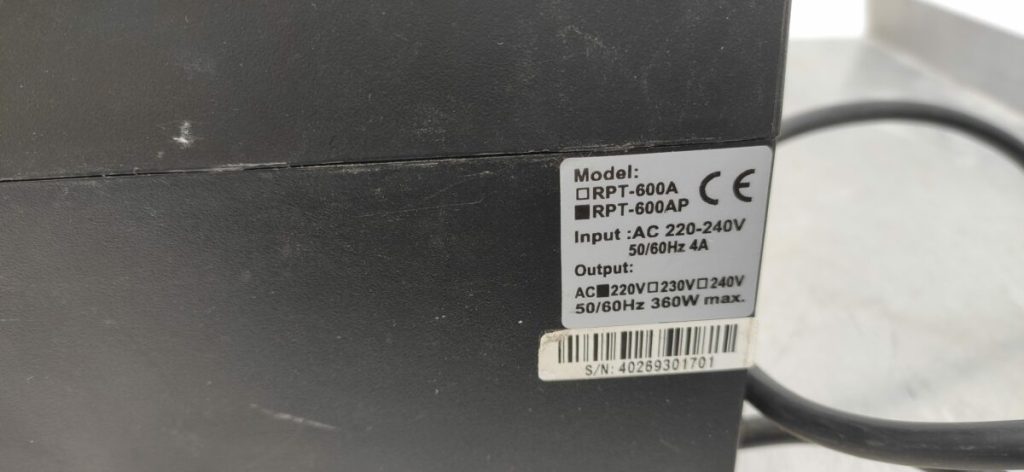 Model:
□RPT-600A CE
■RPT-600AP
Input :AC 220-240V
50/60Hz 4A
Output:
AC■220V□230V□240V
50/60Hz 360W max.
S/N: 40269301701